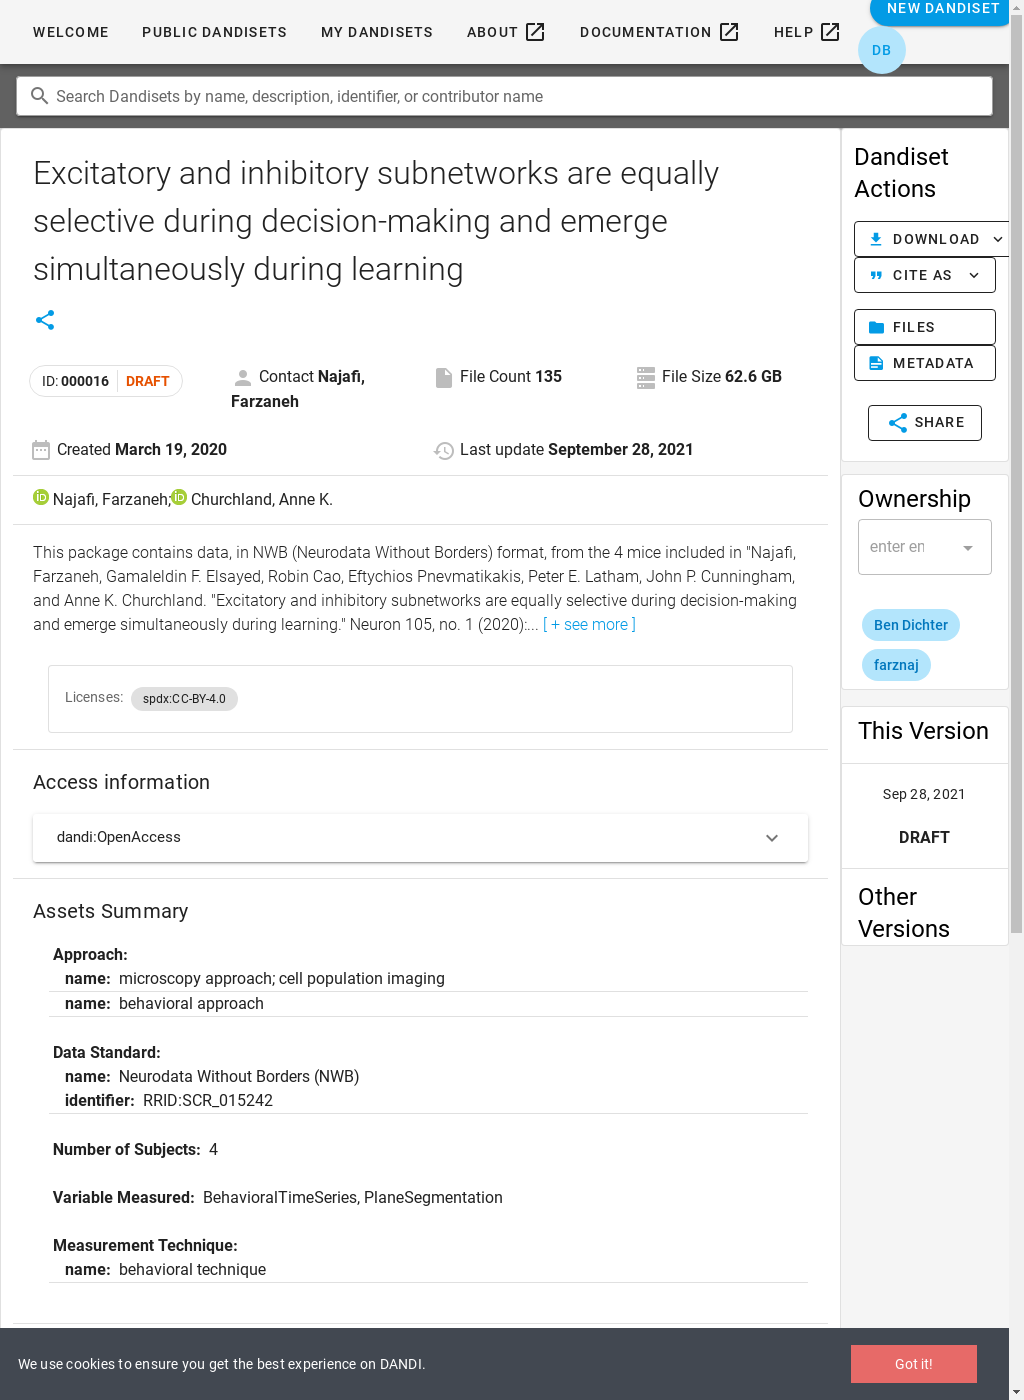 WELCOME
PUBLIC DANDISETS
MY DANDISETS
ABOUT
DOCUMENTATION
HELP
NEW DANDISET
DB
Search Dandisets by name, description, identifier, or contributor name
Excitatory and inhibitory subnetworks are equally
selective during decision-making and emerge
simultaneously during learning
ID: 000016 DRAFT
Contact Najafi,
Farzaneh
File Count 135
File Size 62.6 GB
Created March 19, 2020
Last update September 28, 2021
Najafi, Farzaneh; Churchland, Anne K.
This package contains data, in NWB (Neurodata Without Borders) format, from the 4 mice included in "Najafi,
Farzaneh, Gamaleldin F. Elsayed, Robin Cao, Eftychios Pnevmatikakis, Peter E. Latham, John P. Cunningham,
and Anne K. Churchland. "Excitatory and inhibitory subnetworks are equally selective during decision-making
and emerge simultaneously during learning." Neuron 105, no. 1 (2020):... [ + see more ]
Licenses: spdx:CC-BY-4.0
Access information
dandi:OpenAccess
Assets Summary
Approach:
name: microscopy approach; cell population imaging
name: behavioral approach
Data Standard:
name: Neurodata Without Borders (NWB)
identifier: RRID:SCR_015242
Number of Subjects: 4
Variable Measured: BehavioralTimeSeries, PlaneSegmentation
Measurement Technique:
name: behavioral technique
Dandiset
Actions
DOWNLOAD
CITE AS
FILES
METADATA
SHARE
Ownership
enter en
Ben Dichter
farznaj
This Version
Sep 28, 2021
DRAFT
Other
Versions
We use cookies to ensure you get the best experience on DANDI.
Got it!